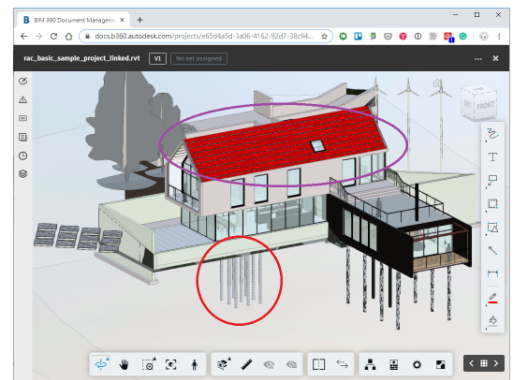 BIM 360 Document Managem
docs.b360.autodesk.com/projects/e65d4a5d-3a06-4162-92d7-38c94...
rac_basic_sample_project_linked.rvt V1 No set assigned
FRONT
T